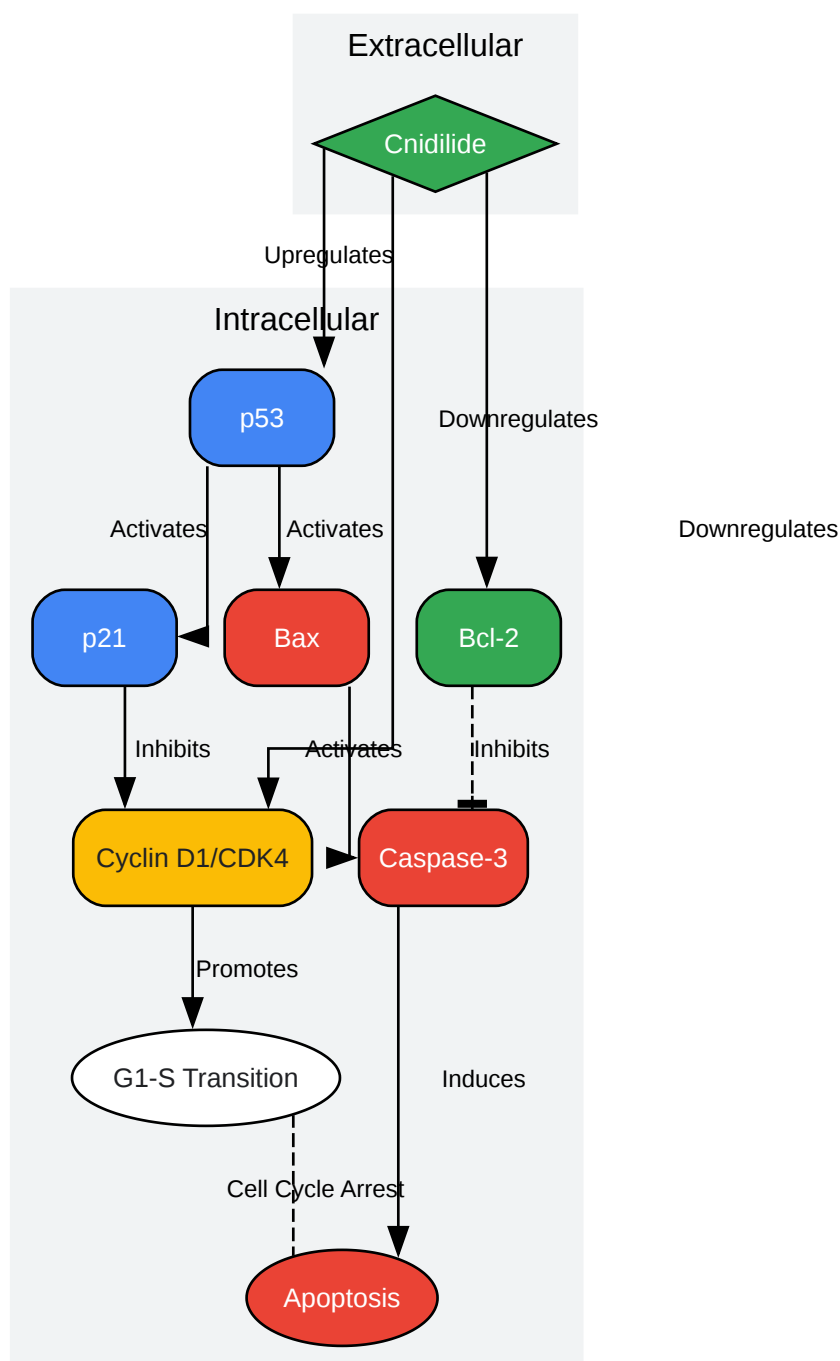 Extracellular
Cnidilide
Upregulates
Intracellular
p53
Downregulates
Activates
Activates
Downregulates
p21
Bax
Bcl-2
Inhibits
Activates
Inhibits
Cyclin D1/CDK4
Caspase-3
Promotes
G1-S Transition
Induces
Cell Cycle Arrest
Apoptosis